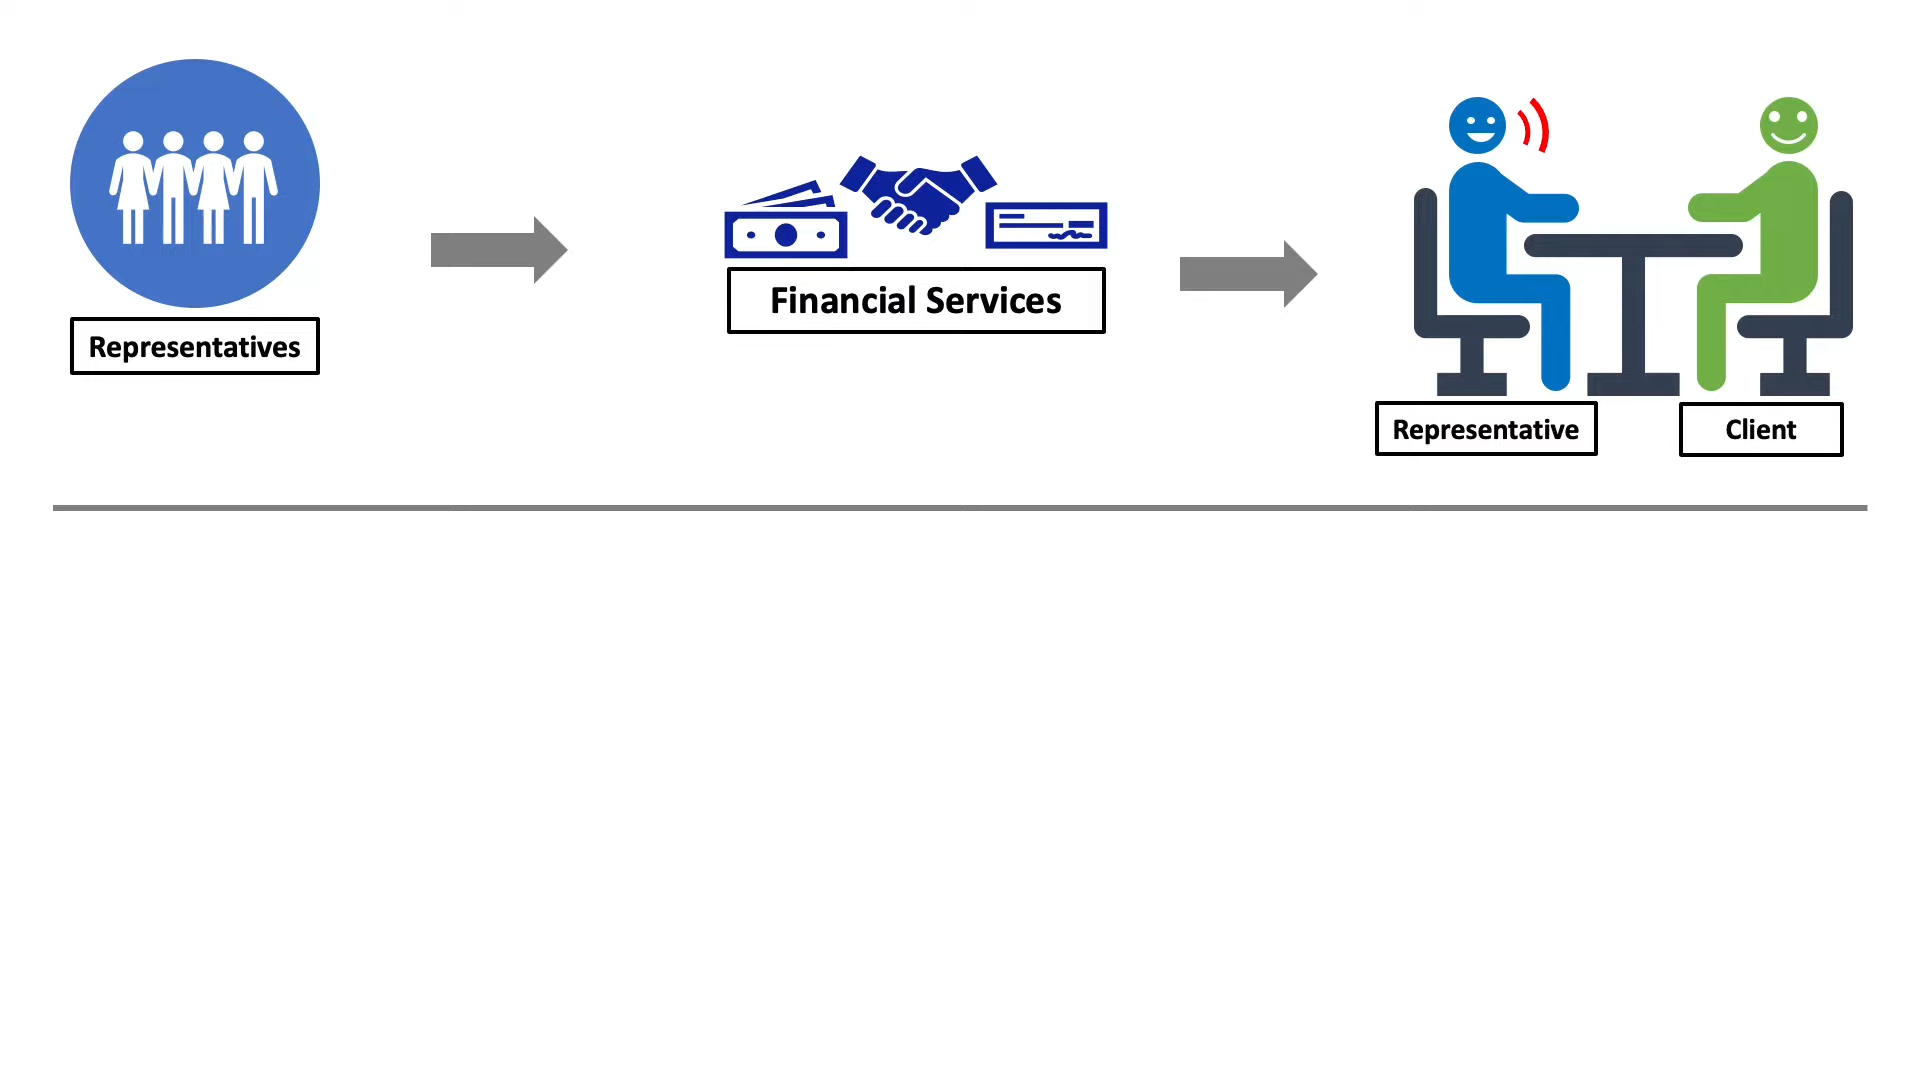 Representatives
Financial Services
Representative
Client